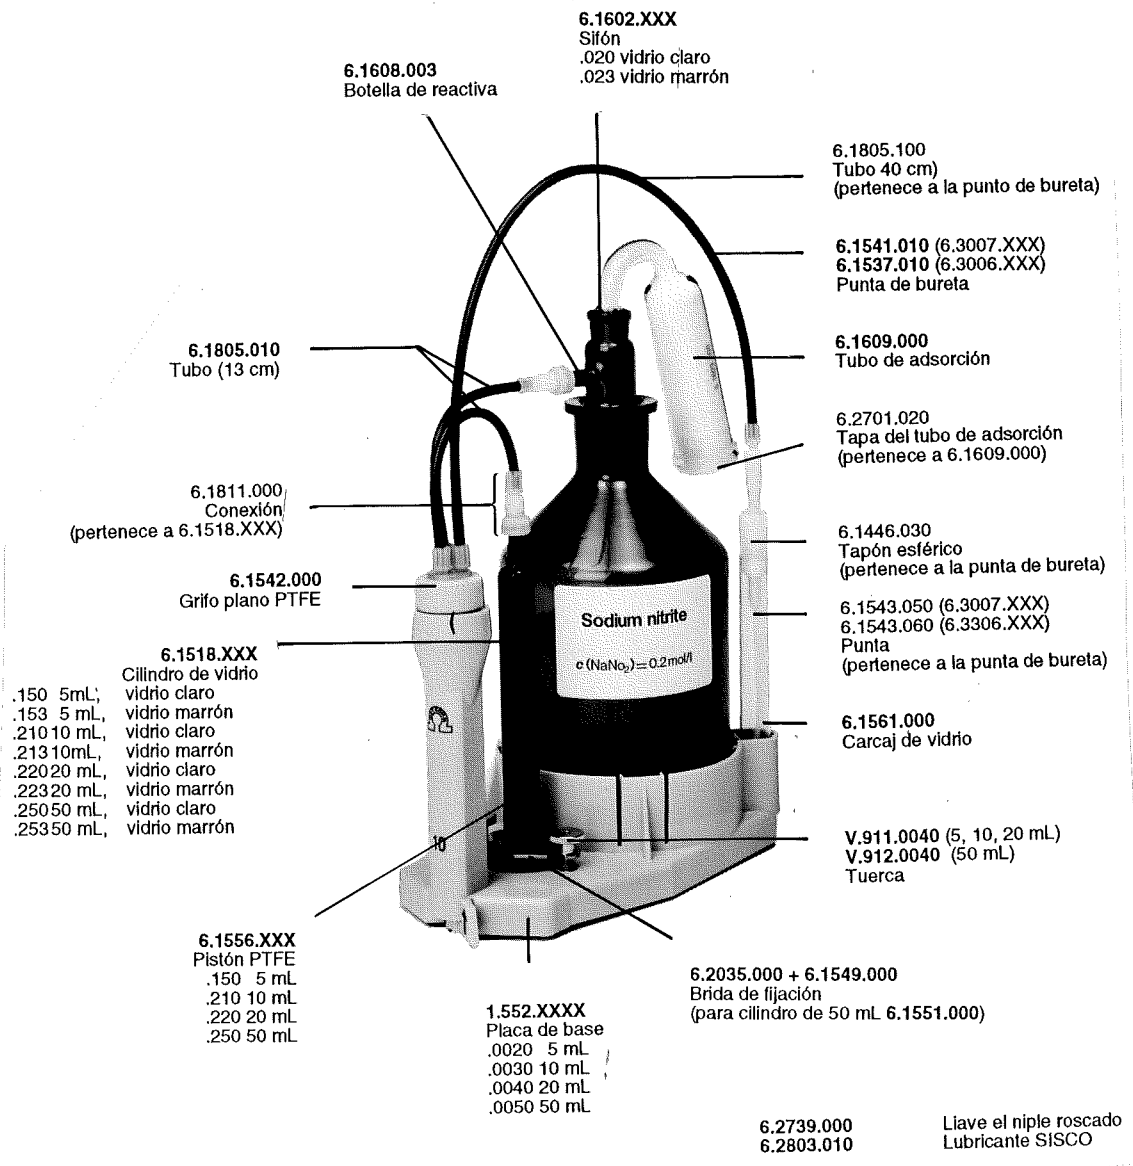 6.1602.XXX
Sifón
.020 vidrio claro
.023 vidrio marrón
6.1608.003
Botella de reactiva
6.1805.100
Tubo 40 cm)
(pertenece a la punto de bureta)
6.1541.010 (6.3007.XXX)
6.1537.010 (6.3006.XXX)
Punta de bureta
6.1805.010
Tubo (13 cm)
6.1609.000
Tubo de adsorción
6.2701.020
Tapa del tubo de adsorción
(pertenece a 6.1609.000)
6.1811.000
Conexión
(pertenece a 6.1518.XXX)
6.1446.030
Tapón esférico
(pertenece a la punta de bureta)
6.1542.000
Grifo plano PTFE
6.1543.050 (6.3007.XXX)
6.1543.060 (6.3306.XXX)
Punta
(pertenece a la punta de bureta)
Sodium nitrite
c (NaNo₂) = 0.2 mol/l
6.1518.XXX
Cilindro de vidrio
.150 5mL, vidrio claro
.153 5 mL, vidrio marrón
.210 10 mL, vidrio claro
.213 10mL, vidrio marrón
.220 20 mL, vidrio claro
.223 20 mL, vidrio marrón
.250 50 mL, vidrio claro
.253 50 mL, vidrio marrón
6.1561.000
Carcaj de vidrio
10
V.911.0040 (5, 10, 20 mL)
V.912.0040 (50 mL)
Tuerca
6.1556.XXX
Pistón PTFE
.150 5 mL
.210 10 mL
.220 20 mL
.250 50 mL
6.2035.000 + 6.1549.000
Brida de fijación
(para cilindro de 50 mL 6.1551.000)
1.552.XXXX
Placa de base
.0020 5 mL
.0030 10 mL
.0040 20 mL
.0050 50 mL
6.2739.000 Llave el niple roscado
6.2803.010 Lubricante SISCO